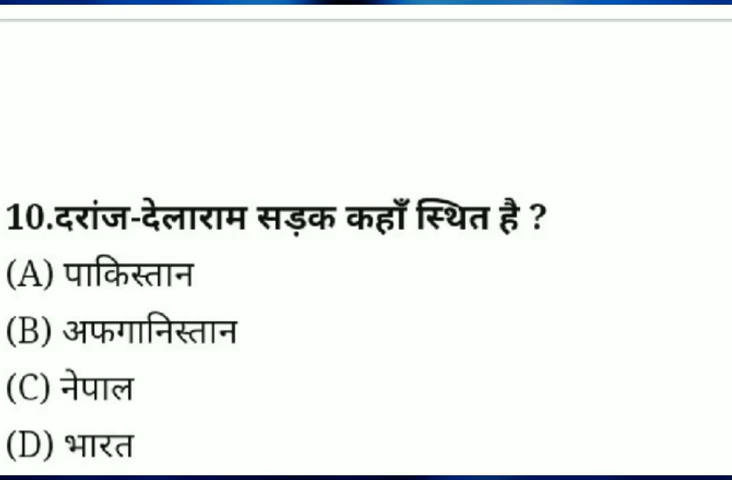 10.दरांज-देलाराम सड़क कहाँ स्थित है ?
(A) पाकिस्तान
(B) अफगानिस्तान
(C) नेपाल
(D) भारत